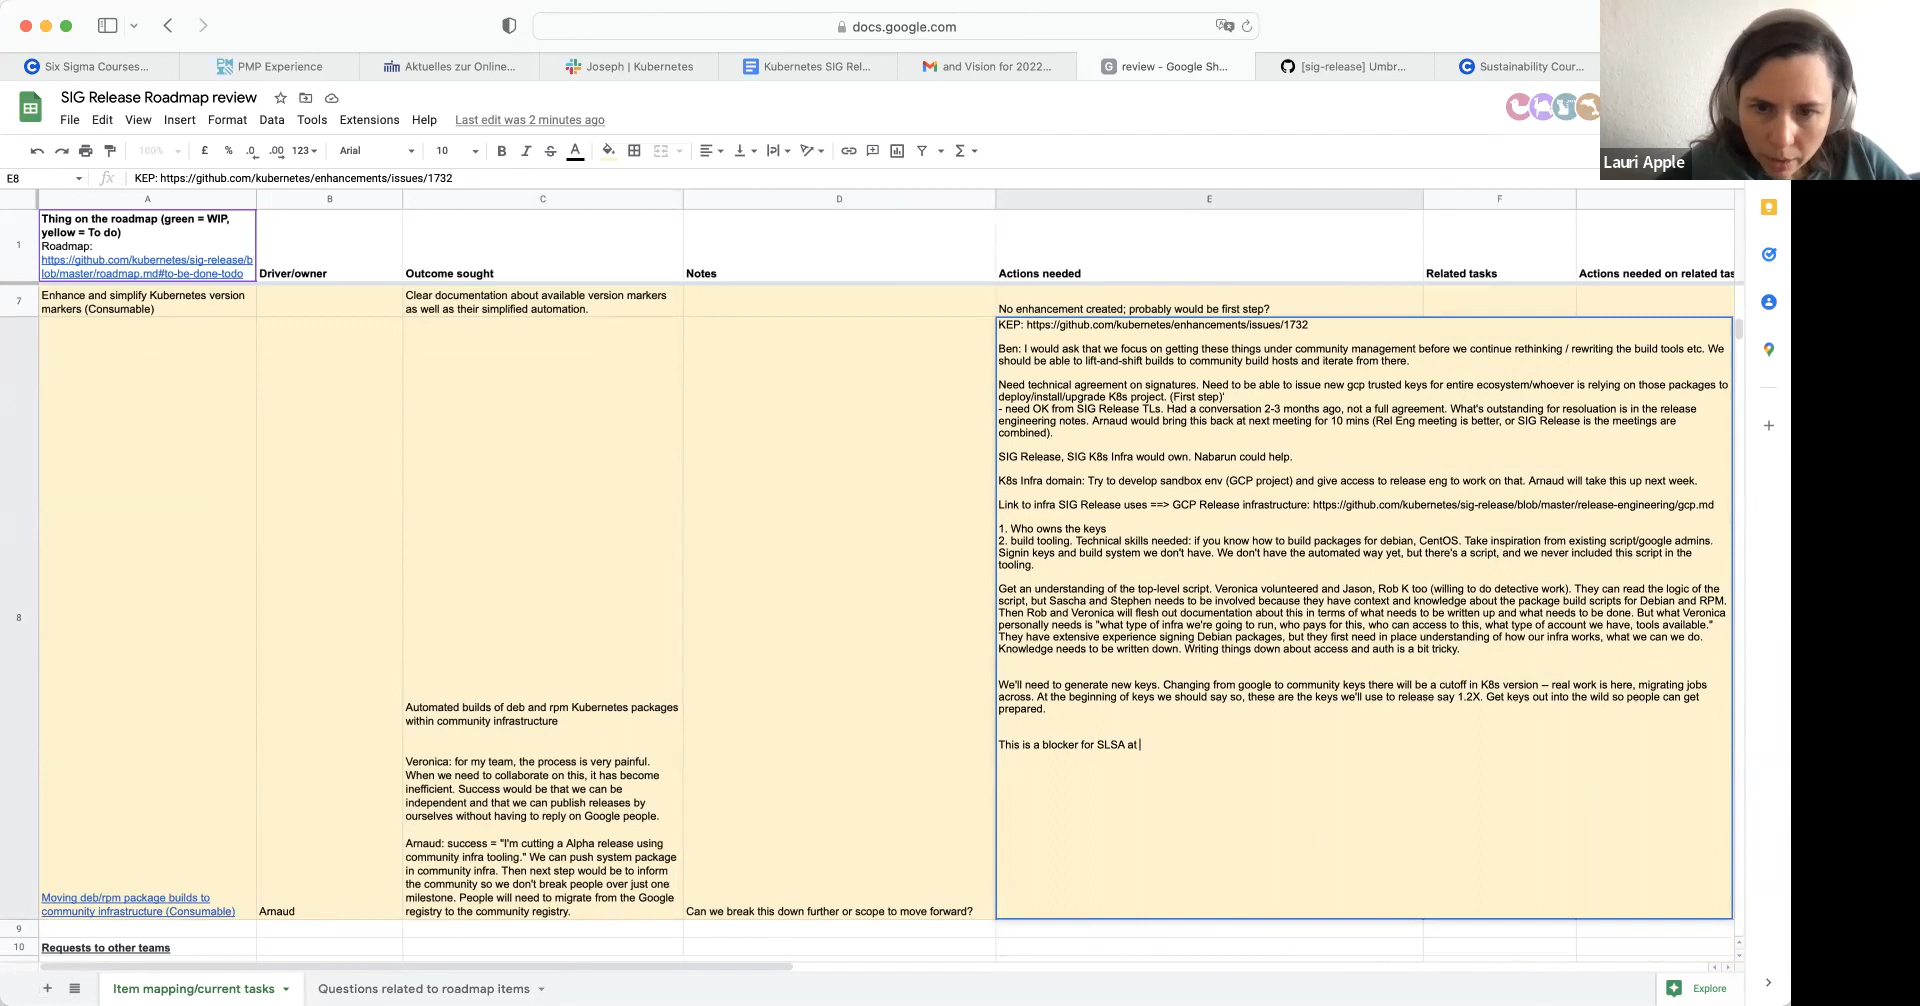 docs.google.com
Six Sigma Courses...
PMP Experience
Aktuelles zur Online...
Joseph | Kubernetes
Kubernetes SIG Rel...
and Vision for 2022...
review - Google Sh...
[sig-release] Umbr...
Sustainability Cour...
SIG Release Roadmap review
File Edit View Insert Format Data Tools Extensions Help Last edit was 2 minutes ago
100% £ % .0 .00 123 Arial 10 B I S A
Lauri Apple
E8 fx KEP: https://github.com/kubernetes/enhancements/issues/1732
A B C D E F
1
Thing on the roadmap (green = WIP,
yellow = To do)
Roadmap:
https://github.com/kubernetes/sig-release/b
lob/master/roadmap.md#to-be-done-todo
Driver/owner
Outcome sought
Notes
Actions needed
Related tasks
Actions needed on related tas
7
Enhance and simplify Kubernetes version
markers (Consumable)
Clear documentation about available version markers
as well as their simplified automation.
No enhancement created; probably would be first step?
8
Moving deb/rpm package builds to
community infrastructure (Consumable)
Arnaud
Automated builds of deb and rpm Kubernetes packages
within community infrastructure
Veronica: for my team, the process is very painful.
When we need to collaborate on this, it has become
inefficient. Success would be that we can be
independent and that we can publish releases by
ourselves without having to reply on Google people.
Arnaud: success = "I'm cutting a Alpha release using
community infra tooling." We can push system package
in community infra. Then next step would be to inform
the community so we don't break people over just one
milestone. People will need to migrate from the Google
registry to the community registry.
Can we break this down further or scope to move forward?
KEP: https://github.com/kubernetes/enhancements/issues/1732
Ben: I would ask that we focus on getting these things under community management before we continue rethinking / rewriting the build tools etc. We
should be able to lift-and-shift builds to community build hosts and iterate from there.
Need technical agreement on signatures. Need to be able to issue new gcp trusted keys for entire ecosystem/whoever is relying on those packages to
deploy/install/upgrade K8s project. (First step)'
- need OK from SIG Release TLs. Had a conversation 2-3 months ago, not a full agreement. What's outstanding for resoluation is in the release
engineering notes. Arnaud would bring this back at next meeting for 10 mins (Rel Eng meeting is better, or SIG Release is the meetings are
combined).
SIG Release, SIG K8s Infra would own. Nabarun could help.
K8s Infra domain: Try to develop sandbox env (GCP project) and give access to release eng to work on that. Arnaud will take this up next week.
Link to infra SIG Release uses ==> GCP Release infrastructure: https://github.com/kubernetes/sig-release/blob/master/release-engineering/gcp.md
1. Who owns the keys
2. build tooling. Technical skills needed: if you know how to build packages for debian, CentOS. Take inspiration from existing script/google admins.
Signin keys and build system we don't have. We don't have the automated way yet, but there's a script, and we never included this script in the
tooling.
Get an understanding of the top-level script. Veronica volunteered and Jason, Rob K too (willing to do detective work). They can read the logic of the
script, but Sascha and Stephen needs to be involved because they have context and knowledge about the package build scripts for Debian and RPM.
Then Rob and Veronica will flesh out documentation about this in terms of what needs to be written up and what needs to be done. But what Veronica
personally needs is "what type of infra we're going to run, who pays for this, who can access to this, what type of account we have, tools available."
They have extensive experience signing Debian packages, but they first need in place understanding of how our infra works, what can we do.
Knowledge needs to be written down. Writing things down about access and auth is a bit tricky.
We'll need to generate new keys. Changing from google to community keys there will be a cutoff in K8s version -- real work is here, migrating jobs
across. At the beginning of keys we should say so, these are the keys we'll use to release say 1.2X. Get keys out into the wild so people can get
prepared.
This is a blocker for SLSA at
9
10
Requests to other teams
Item mapping/current tasks
Questions related to roadmap items
Explore